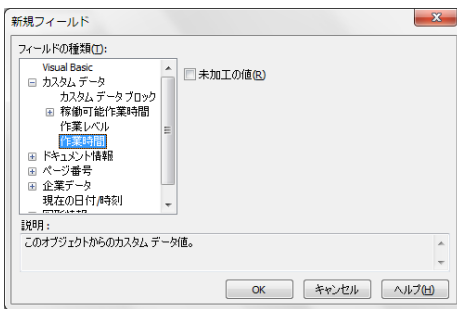 新規フィールド
フィールドの種類(T):
Visual Basic
カスタム データ
カスタム データ ブロック
稼働可能作業時間
作業レベル
作業時間
ドキュメント情報
ページ番号
企業データ
現在の日付/時刻
未加工の値(R)
説明:
このオブジェクトからのカスタム データ値。
OK
キャンセル
ヘルプ(H)